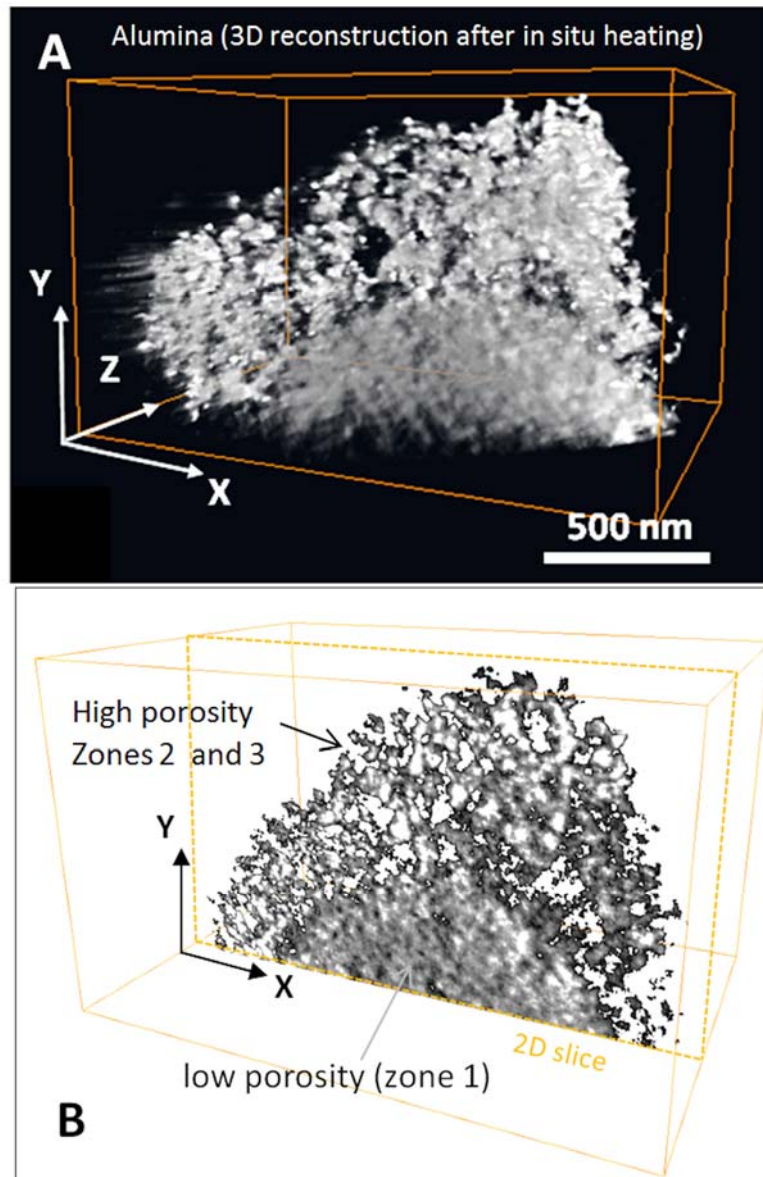 A
Alumina (3D reconstruction after in situ heating)
Y
Z
X
500 nm
High porosity
Zones 2  and 3
Y
X
2D slice
low porosity (zone 1)
B